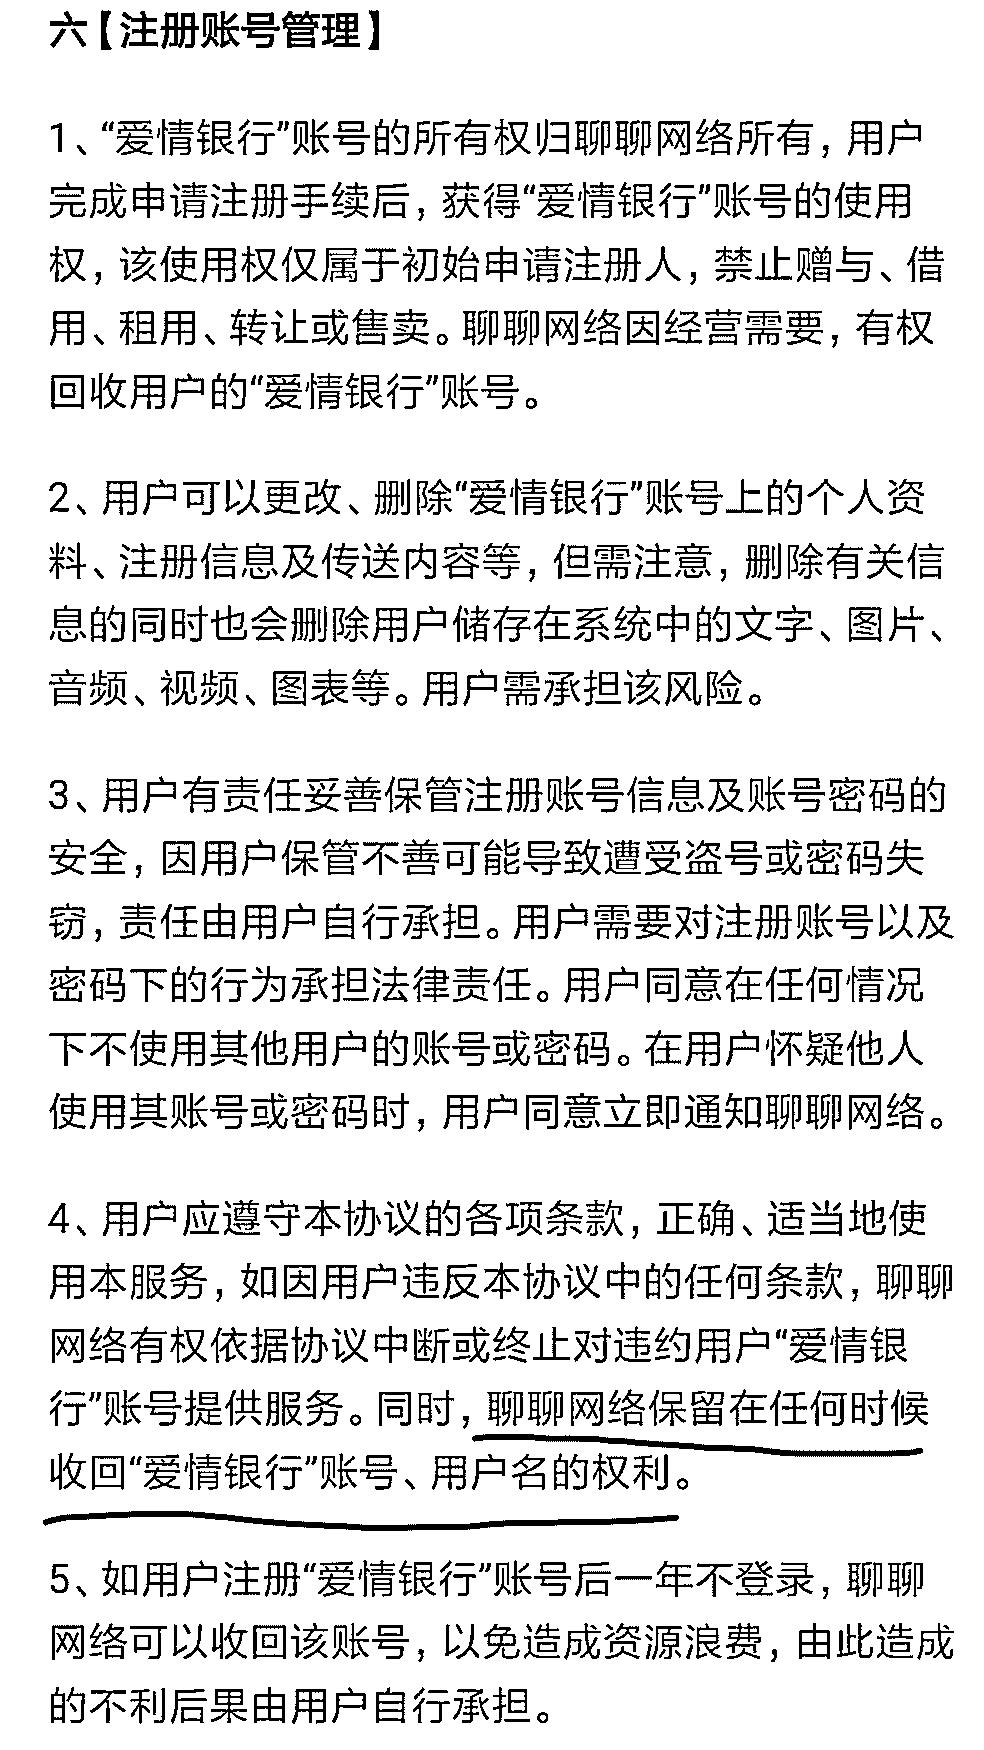 六【注册账号管理】
1、“爱情银行”账号的所有权归聊聊网络所有，用户
完成申请注册手续后，获得“爱情银行”账号的使用
权，该使用权仅属于初始申请注册人，禁止赠与、借
用、租用、转让或售卖。聊聊网络因经营需要，有权
回收用户的“爱情银行”账号。
2、用户可以更改、删除“爱情银行”账号上的个人资
料、注册信息及传送内容等，但需注意，删除有关信
息的同时也会删除用户储存在系统中的文字、图片、
音频、视频、图表等。用户需承担该风险。
3、用户有责任妥善保管注册账号信息及账号密码的
安全，因用户保管不善可能导致遭受盗号或密码失
窃，责任由用户自行承担。用户需要对注册账号以及
密码下的行为承担法律责任。用户同意在任何情况
下不使用其他用户的账号或密码。在用户怀疑他人
使用其账号或密码时，用户同意立即通知聊聊网络。
4、用户应遵守本协议的各项条款，正确、适当地使
用本服务，如因用户违反本协议中的任何条款，聊聊
网络有权依据协议中断或终止对违约用户“爱情银
行”账号提供服务。同时，聊聊网络保留在任何时候
收回“爱情银行”账号、用户名的权利。
5、如用户注册“爱情银行”账号后一年不登录，聊聊
网络可以收回该账号，以免造成资源浪费，由此造成
的不利后果由用户自行承担。